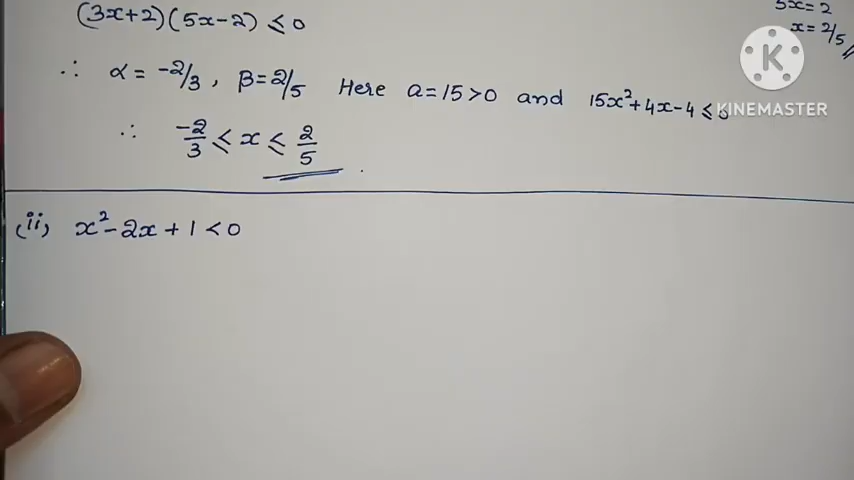 (3x+2)(5x-2) ≤ 0
5x = 2
x = 2/5
∴ α = -2/3 , β = 2/5 Here a = 15 > 0 and 15x²+4x-4 ≤ 0
∴ -2/3 ≤ x ≤ 2/5
(ii) x² - 2x + 1 < 0
K
KINEMASTER